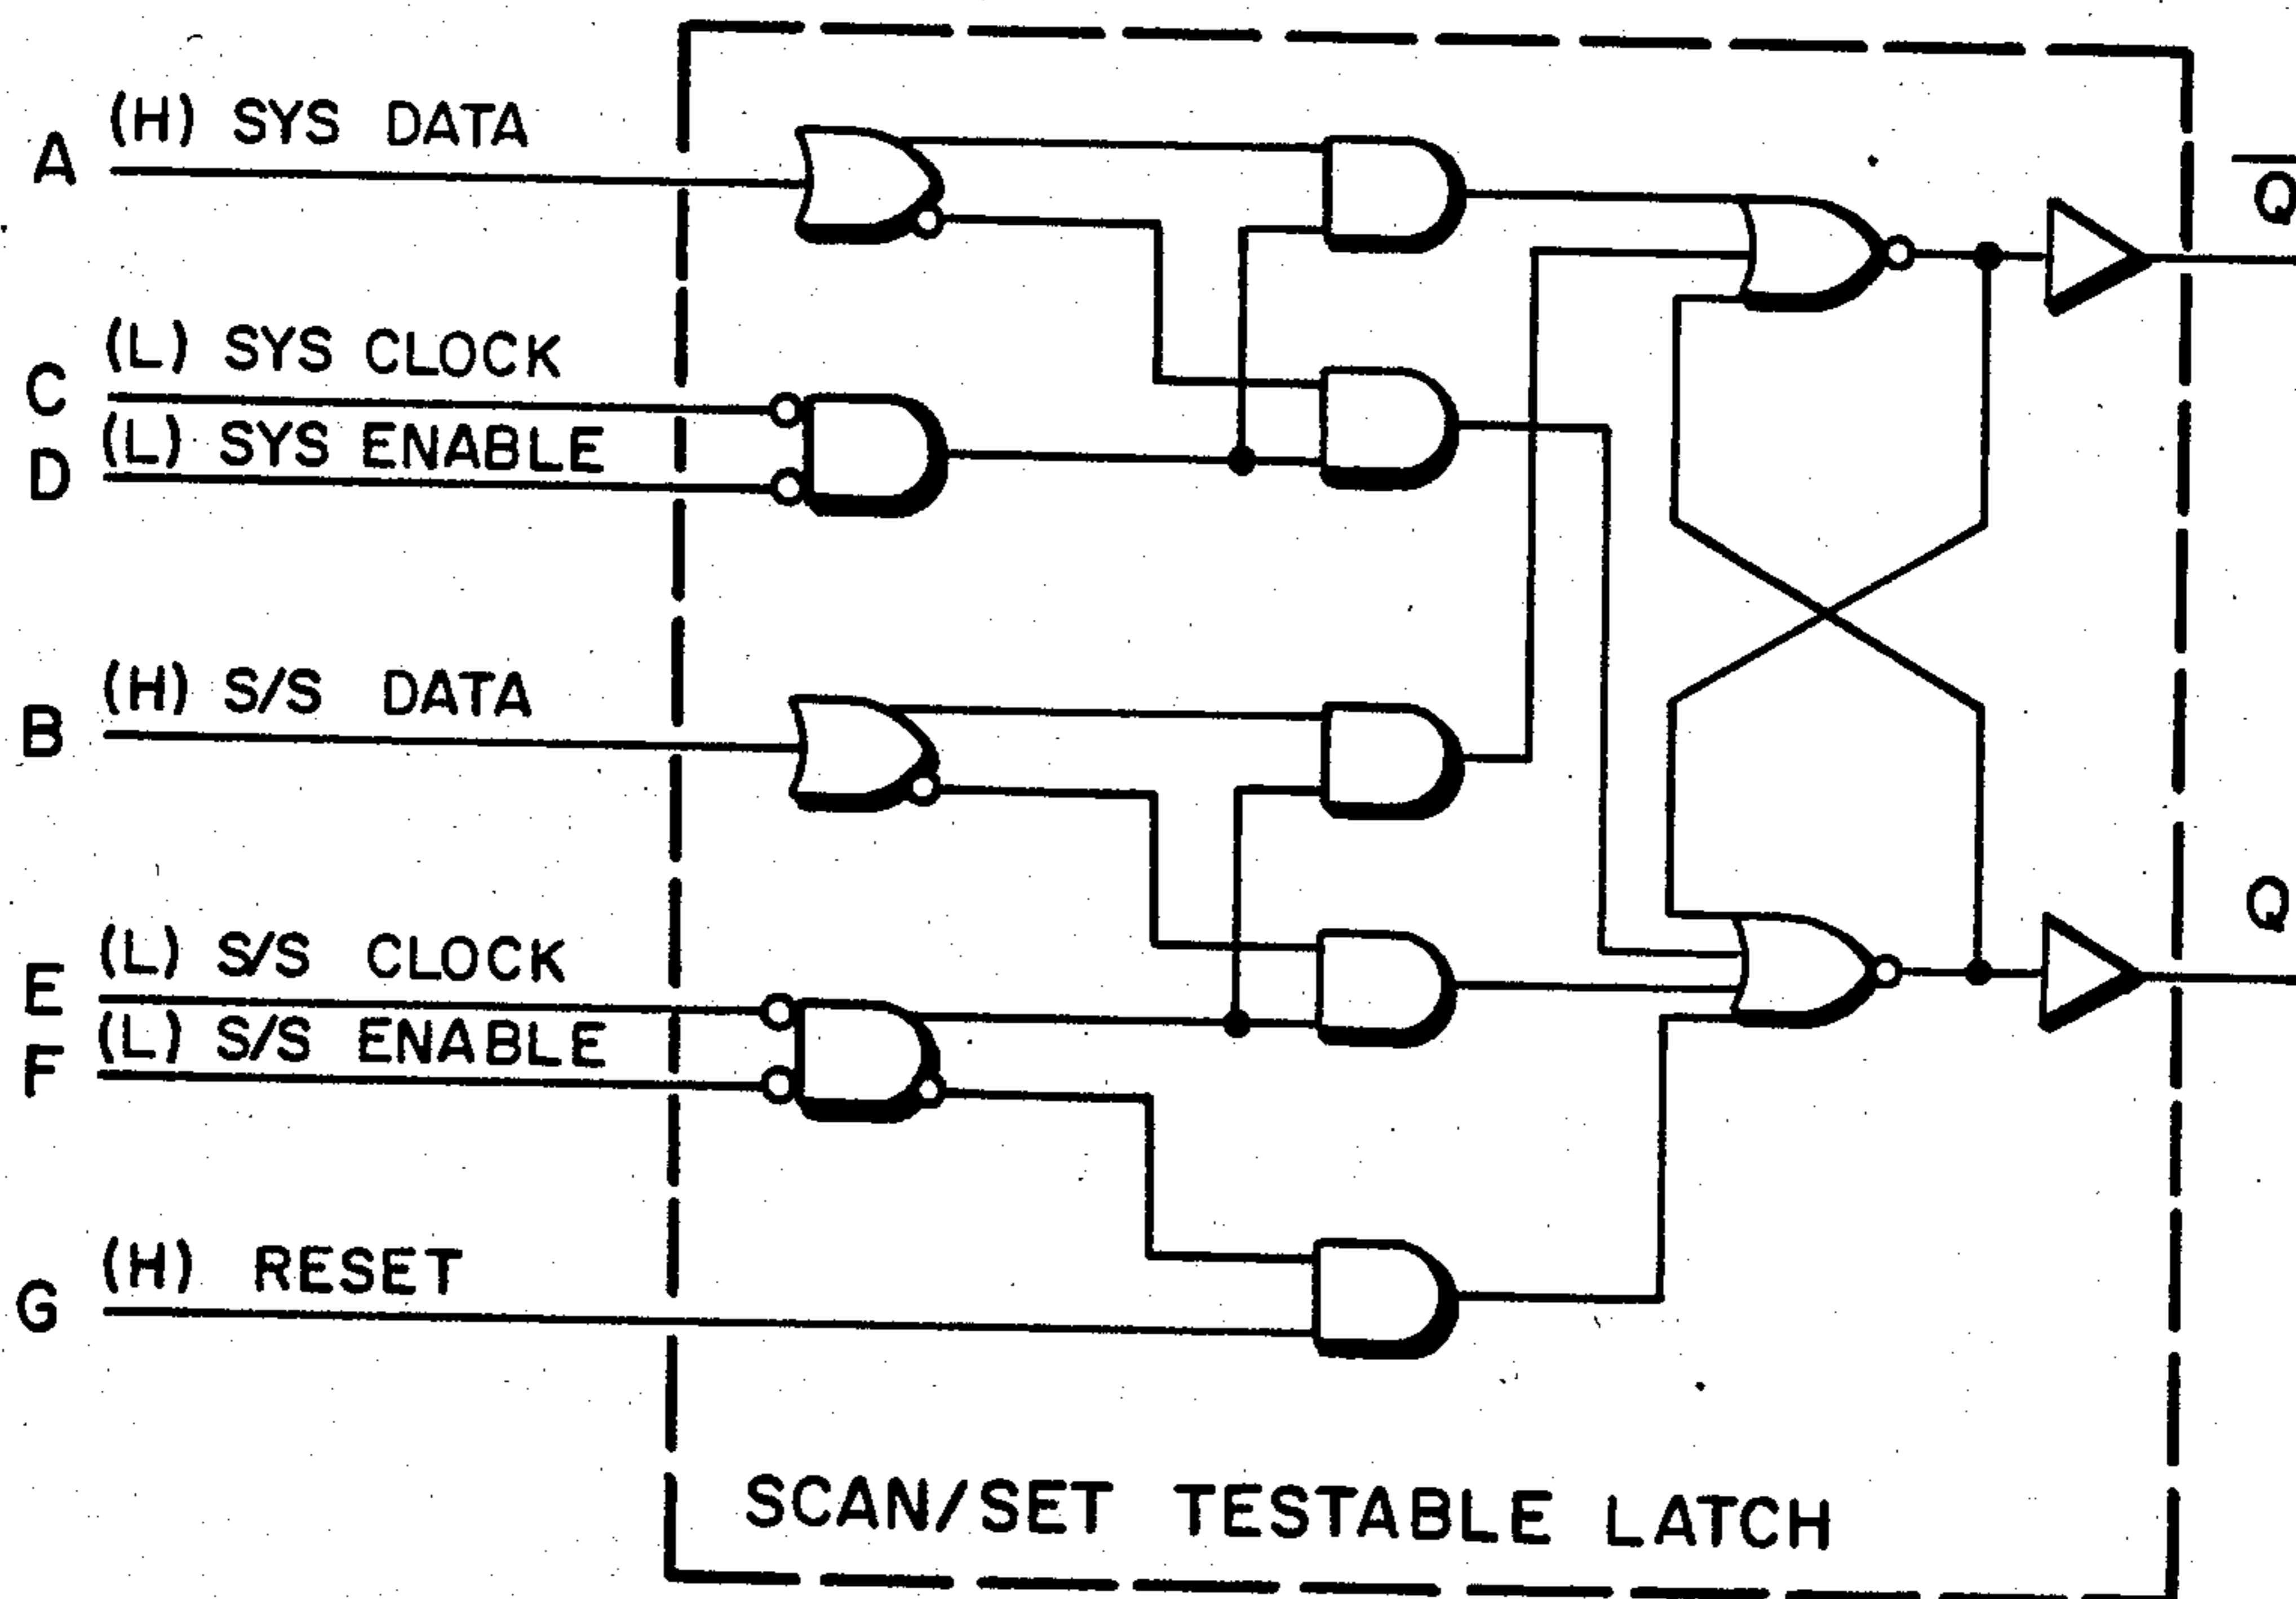 A (H) SYS DATA
Q̅
C (L) SYS CLOCK
D (L) SYS ENABLE
B (H) S/S DATA
Q
E (L) S/S CLOCK
F (L) S/S ENABLE
G (H) RESET
SCAN/SET TESTABLE LATCH